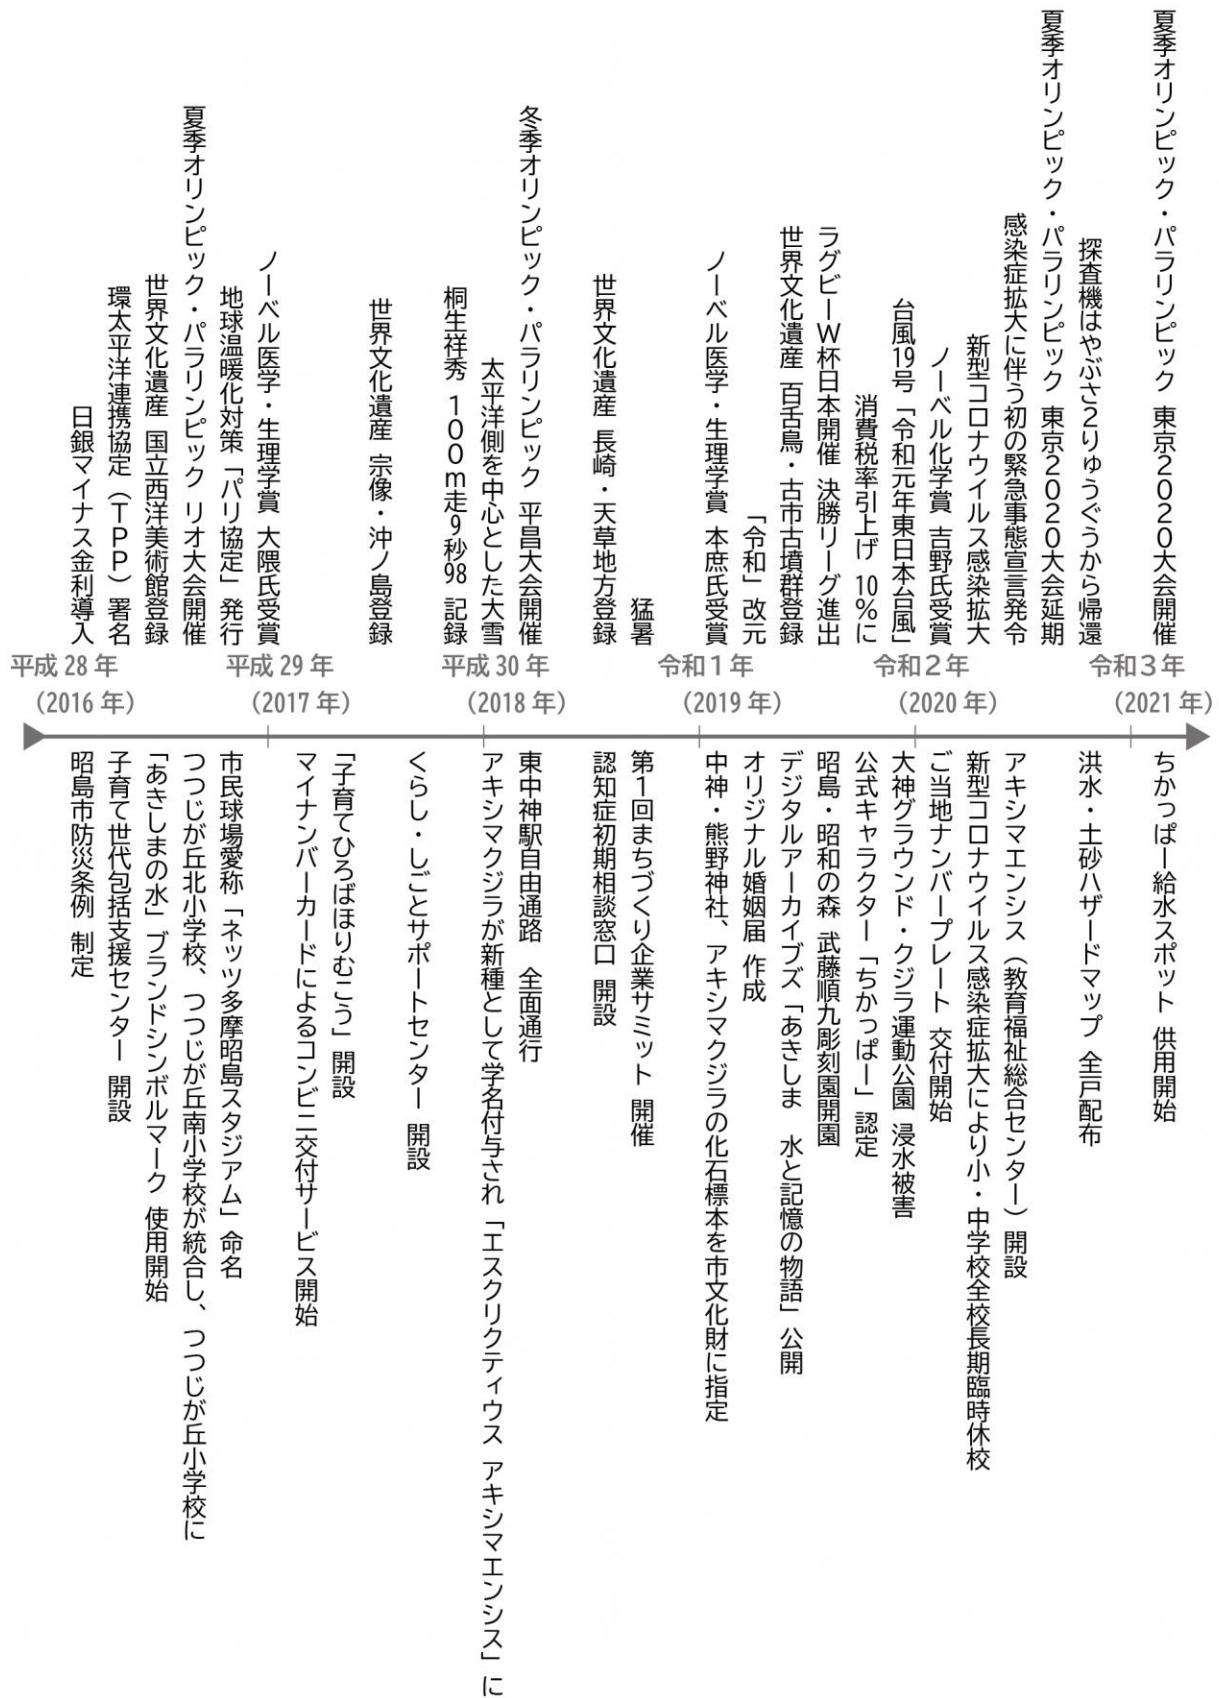 日銀マイナス金利導入
環太平洋連携協定（ＴＰＰ）署名
世界文化遺産 国立西洋美術館登録
夏季オリンピック・パラリンピック リオ大会開催
地球温暖化対策「パリ協定」発行
ノーベル医学・生理学賞 大隈氏受賞
世界文化遺産 宗像・沖ノ島登録
桐生祥秀 １００ｍ走９秒98 記録
太平洋側を中心とした大雪
冬季オリンピック・パラリンピック 平昌大会開催
世界文化遺産 長崎・天草地方登録
猛暑
ノーベル医学・生理学賞 本庶氏受賞
「令和」改元
世界文化遺産 百舌鳥・古市古墳群登録
ラグビーＷ杯日本開催 決勝リーグ進出
消費税率引上げ 10％に
台風19号「令和元年東日本台風」
ノーベル化学賞 吉野氏受賞
新型コロナウイルス感染拡大
感染症拡大に伴う初の緊急事態宣言発令
夏季オリンピック・パラリンピック 東京２０２０大会延期
探査機はやぶさ２りゅうぐうから帰還
夏季オリンピック・パラリンピック 東京２０２０大会開催
平成 28 年
（2016 年）
平成 29 年
（2017 年）
平成 30 年
（2018 年）
令和１年
（2019 年）
令和２年
（2020 年）
令和３年
（2021 年）
昭島市防災条例 制定
子育て世代包括支援センター 開設
「あきしまの水」ブランドシンボルマーク 使用開始
つつじが丘北小学校、つつじが丘南小学校が統合し、つつじが丘小学校に
市民球場愛称「ネッツ多摩昭島スタジアム」命名
マイナンバーカードによるコンビニ交付サービス開始
「子育てひろばほりむこう」開設
くらし・しごとサポートセンター 開設
アキシマクジラが新種として学名付与され「エスクリクティウス アキシマエンシス」に
東中神駅自由通路　全面通行
認知症初期相談窓口 開設
第１回まちづくり企業サミット 開催
中神・熊野神社、アキシマクジラの化石標本を市文化財に指定
オリジナル婚姻届 作成
デジタルアーカイブズ「あきしま　水と記憶の物語」公開
昭島・昭和の森 武藤順九彫刻園開園
公式キャラクター「ちかっぱー」認定
大神グラウンド・クジラ運動公園 浸水被害
ご当地ナンバープレート 交付開始
新型コロナウイルス感染症拡大により小・中学校全校長期臨時休校
アキシマエンシス（教育福祉総合センター）開設
洪水・土砂ハザードマップ 全戸配布
ちかっぱー給水スポット 供用開始